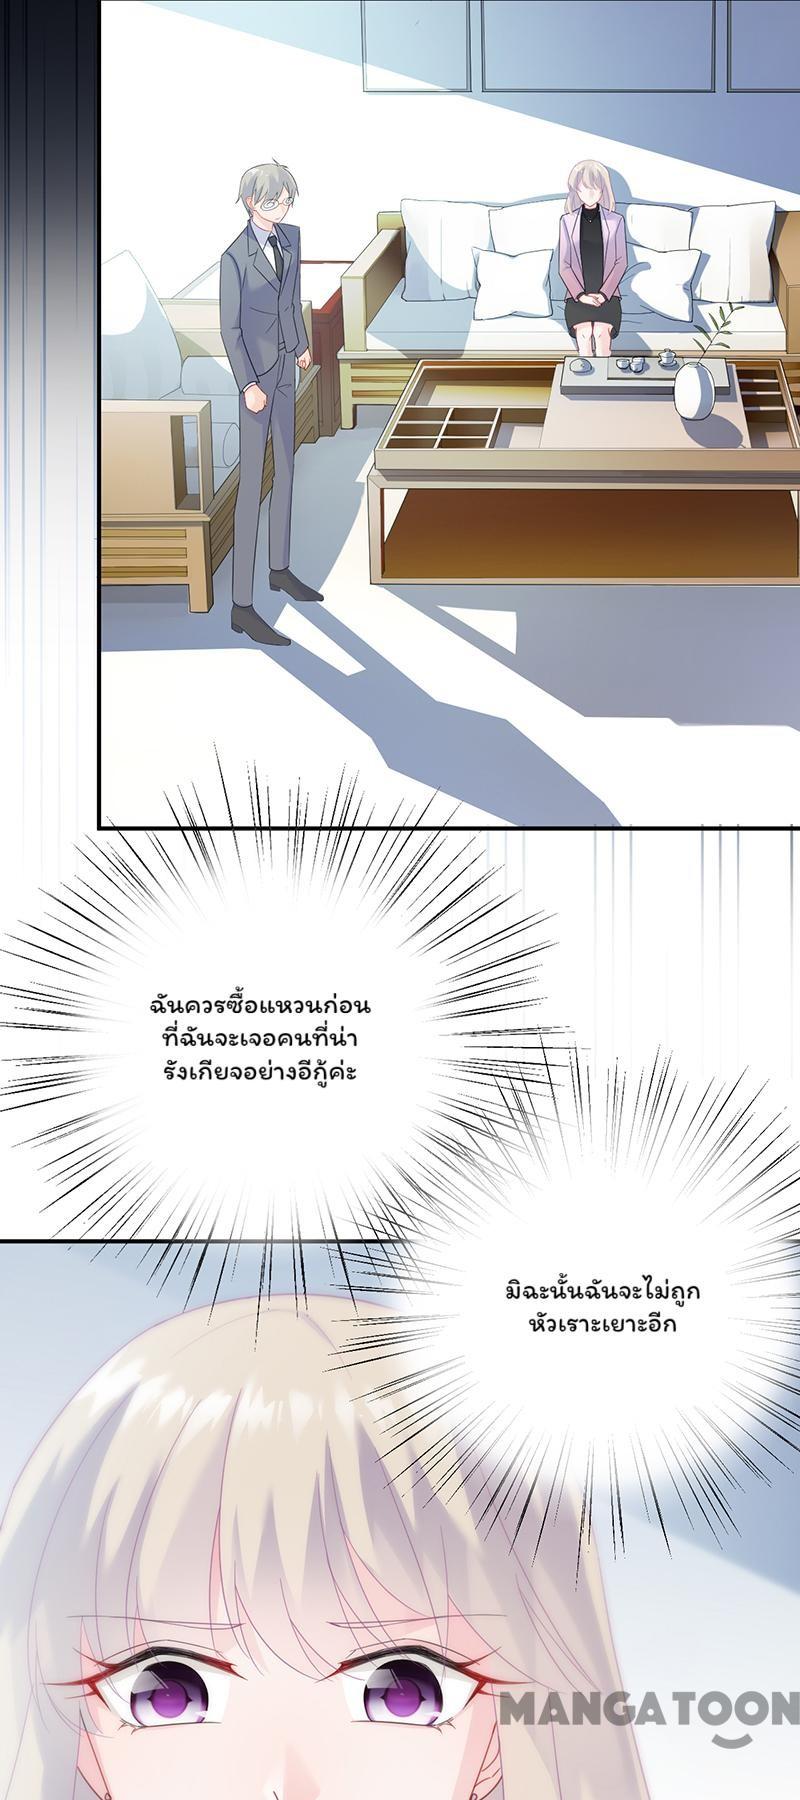 ฉันควรซื้อแหวนก่อน
ที่ฉันจะเจอคนที่น่า
รังเกียจอย่างอีกู้ค่ะ
มิฉะนั้นฉันจะไม่ถูก
หัวเราะเยาะอีก
MANGATOON